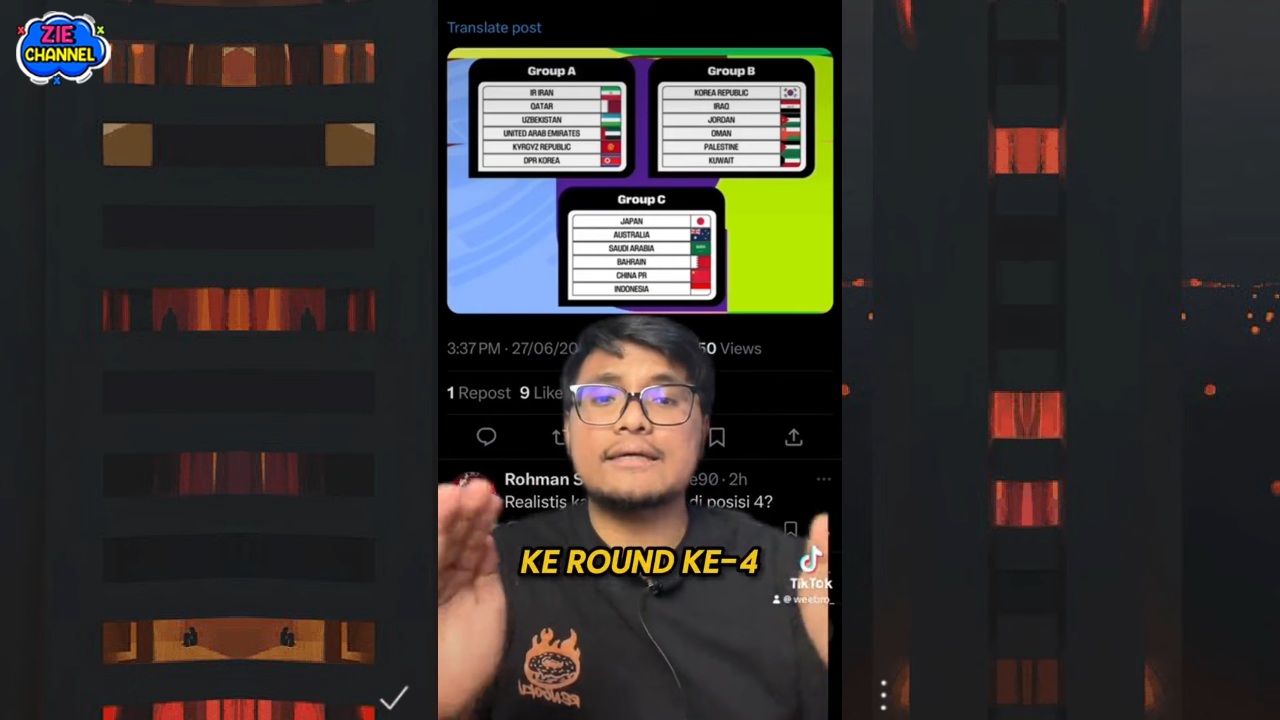 ZIE
CHANNEL
Translate post
Group A
IR IRAN
QATAR
UZBEKISTAN
UNITED ARAB EMIRATES
KYRGYZ REPUBLIC
DPR KOREA
Group B
KOREA REPUBLIC
IRAQ
JORDAN
OMAN
PALESTINE
KUWAIT
Group C
JAPAN
AUSTRALIA
SAUDI ARABIA
BAHRAIN
CHINA PR
INDONESIA
3:37 PM · 27/06/20 50 Views
1 Repost 9 Like
Rohman S e90 · 2h
Realistis di posisi 4?
KE ROUND KE-4
TikTok
@weebro_